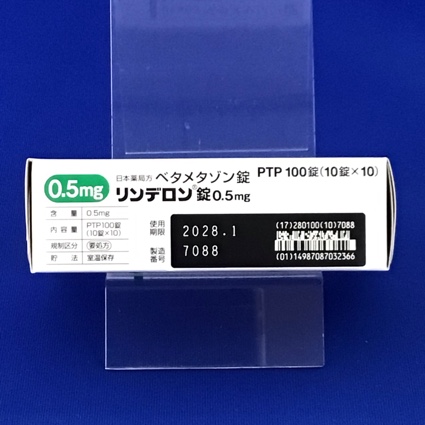 0.5mg
日本薬局方 ベタメタゾン錠 PTP 100錠(10錠×10)
リンデロン®錠0.5mg
含量 0.5mg
内容量 PTP100錠
(10錠×10)
規制区分 要処方
貯法 室温保存
使用
期限 2028.1
製造
番号 7088
(17)280100(10)7088
(01)14987087032366